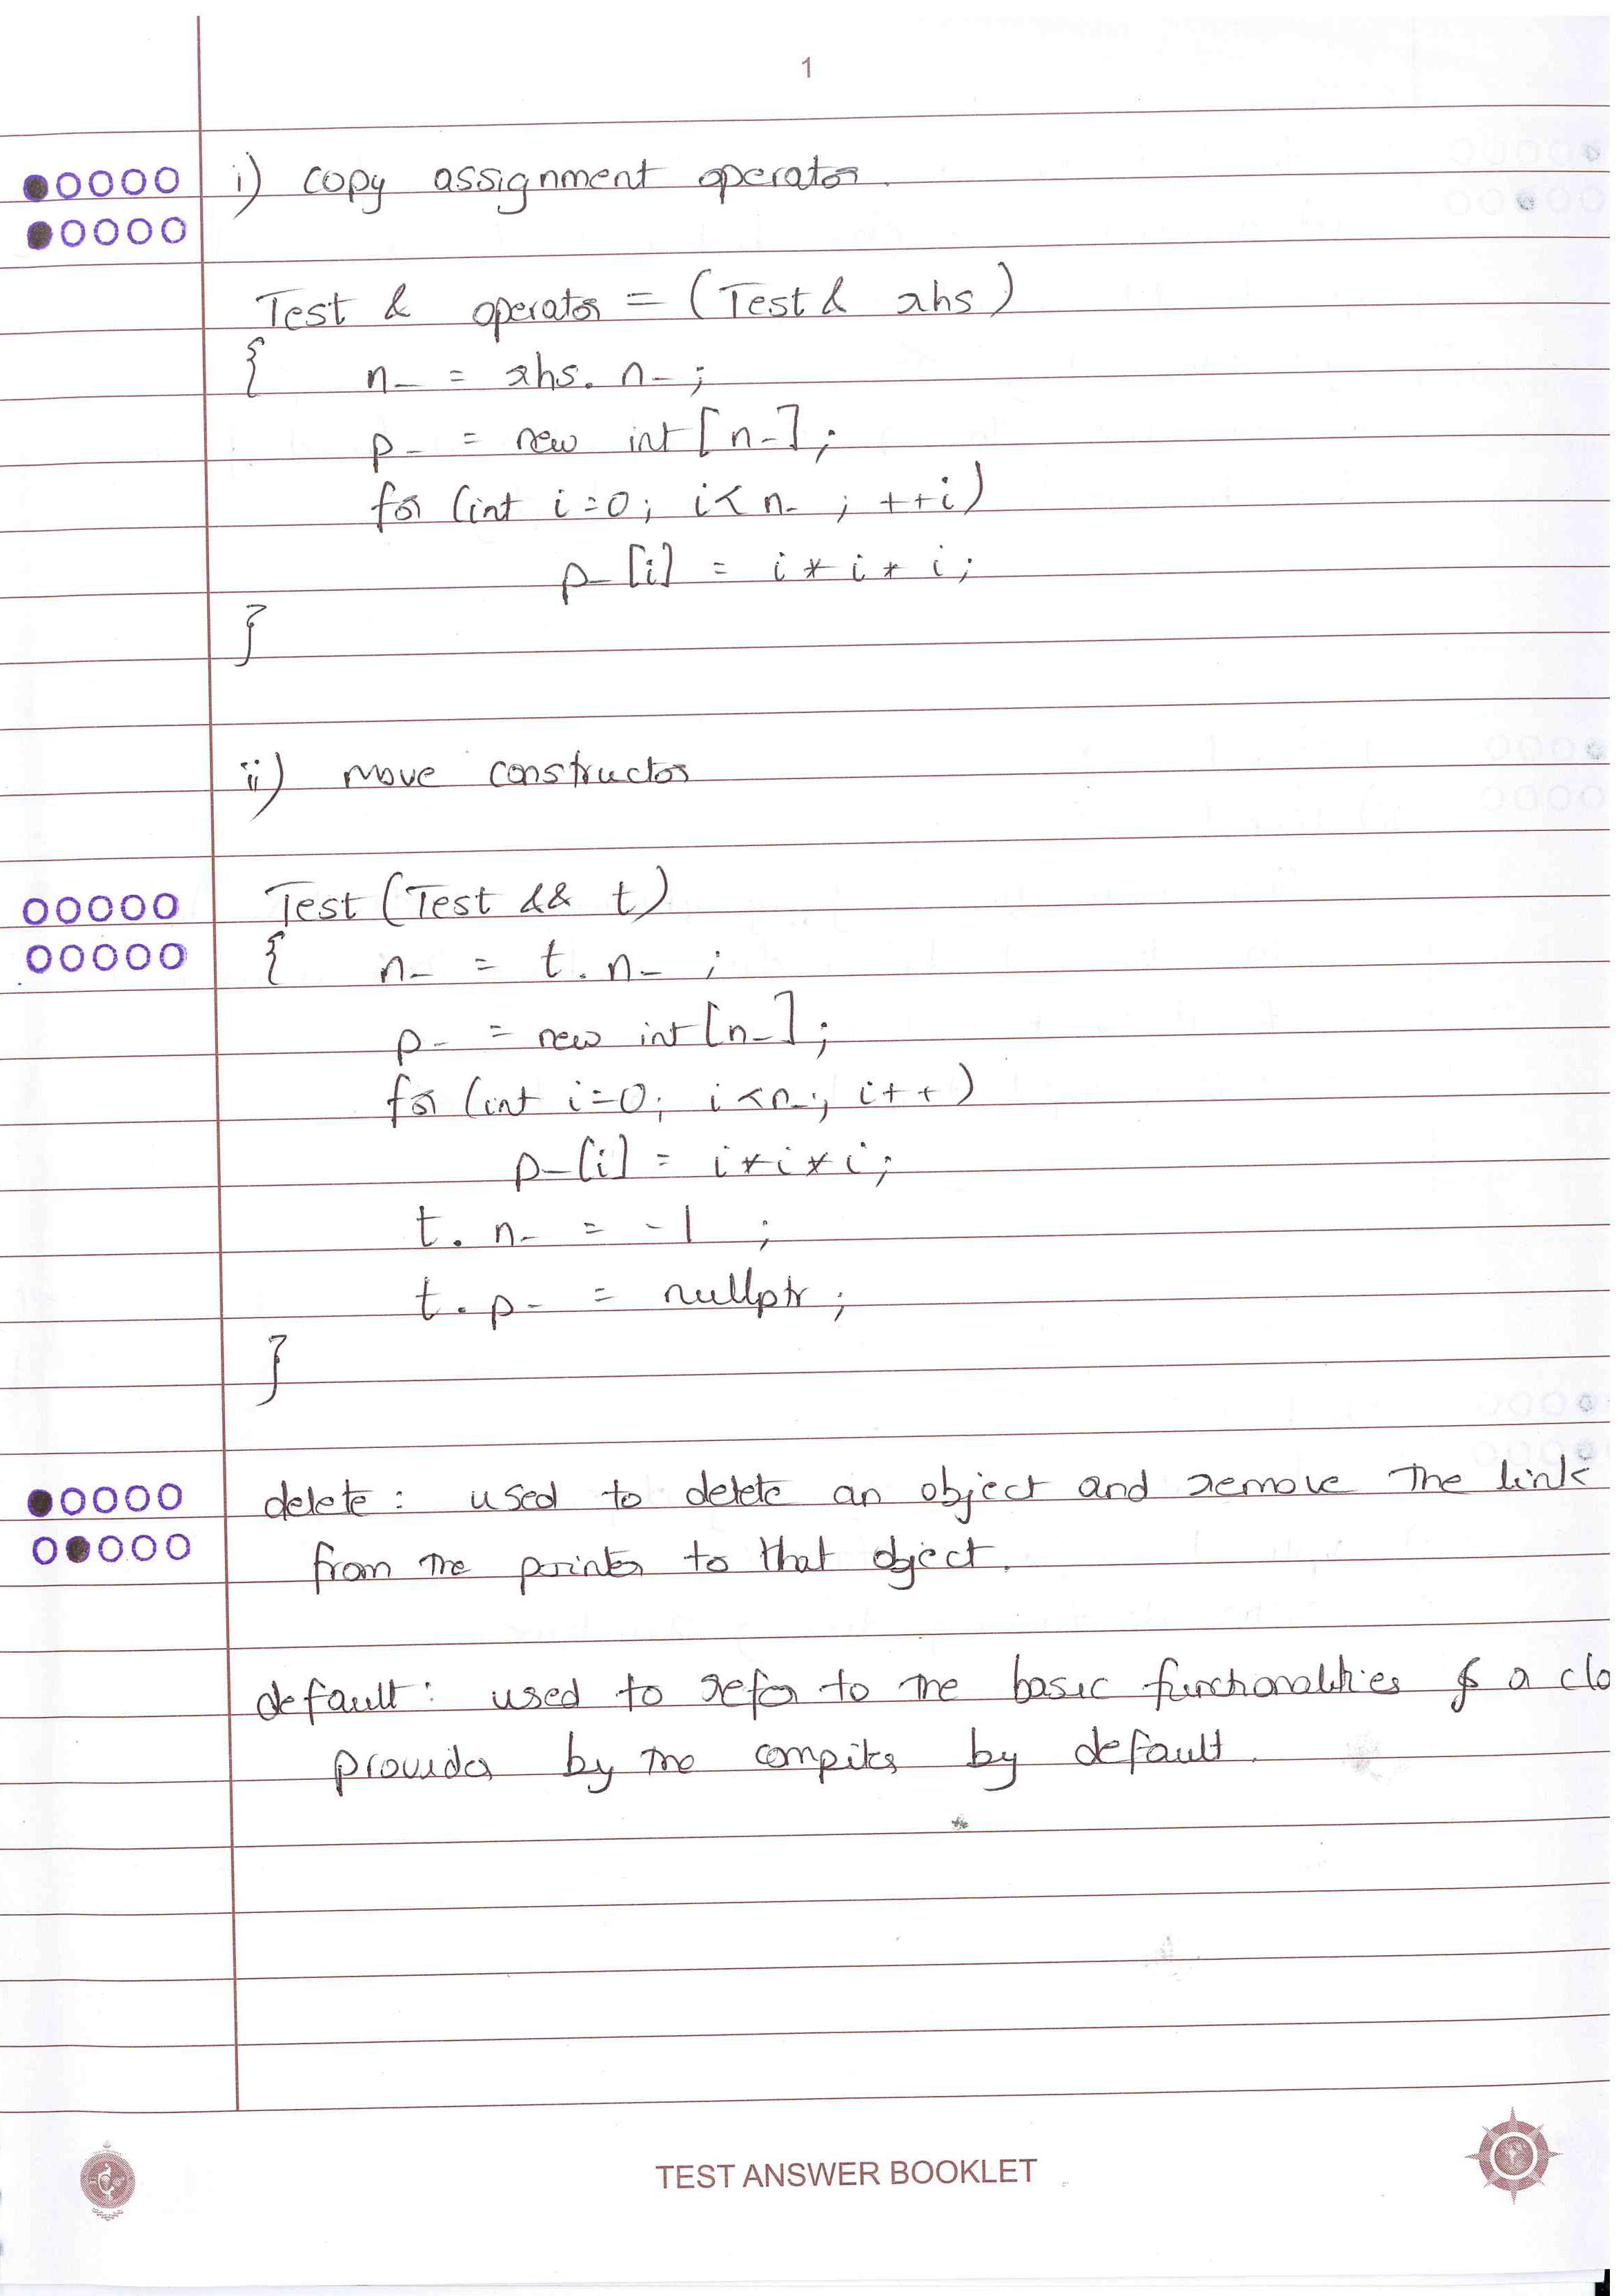 1
i) copy assignment operator.
Test & operator = (Test & rhs)
{ n_ = rhs. n_ ;
p_ = new int [n_] ;
for (int i=0; i< n_ ; ++i)
p_[i] = i * i * i ;
}
ii) move constructor
Test (Test && t)
{ n_ = t. n_ ;
p_ = new int [n_] ;
for (int i=0; i<n_; i++)
p_[i] = i*i*i;
t. n_ = -1 ;
t. p_ = nullptr ;
}
delete : used to delete an object and remove the link
from the pointer to that object.
default : used to refer to the basic functionalities of a cla
provider by the compiler by default.
TEST ANSWER BOOKLET